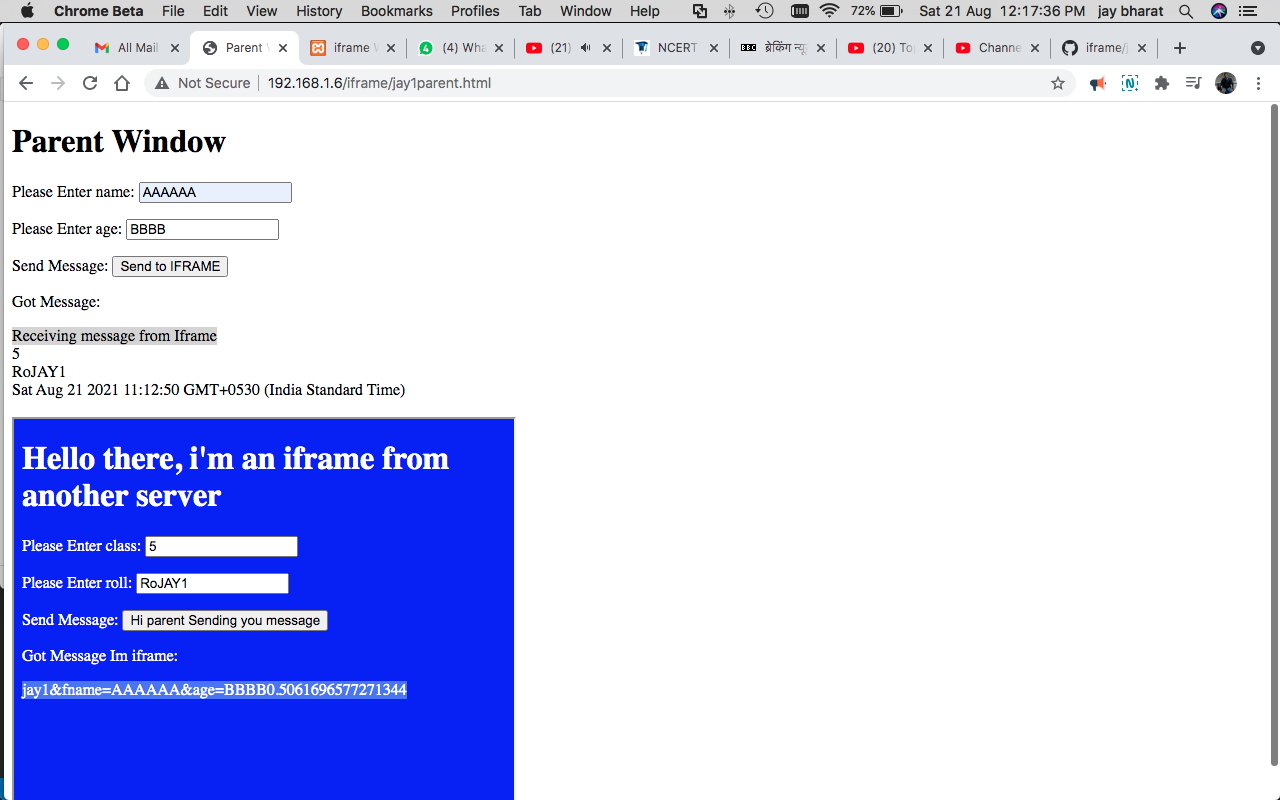 Chrome Beta File Edit View History Bookmarks Profiles Tab Window Help 72% Sat 21 Aug 12:17:36 PM jay bharat
All Mail Parent iframe (4) Wha (21) NCERT BBC ब्रेकिंग न्यू (20) To Channe iframe/
Not Secure 192.168.1.6/iframe/jay1parent.html
Parent Window
Please Enter name: AAAAAA
Please Enter age: BBBB
Send Message: Send to IFRAME
Got Message:
Receiving message from Iframe
5
RoJAY1
Sat Aug 21 2021 11:12:50 GMT+0530 (India Standard Time)
Hello there, i'm an iframe from
another server
Please Enter class: 5
Please Enter roll: RoJAY1
Send Message: Hi parent Sending you message
Got Message Im iframe:
jay1&fname=AAAAAA&age=BBBB0.5061696577271344